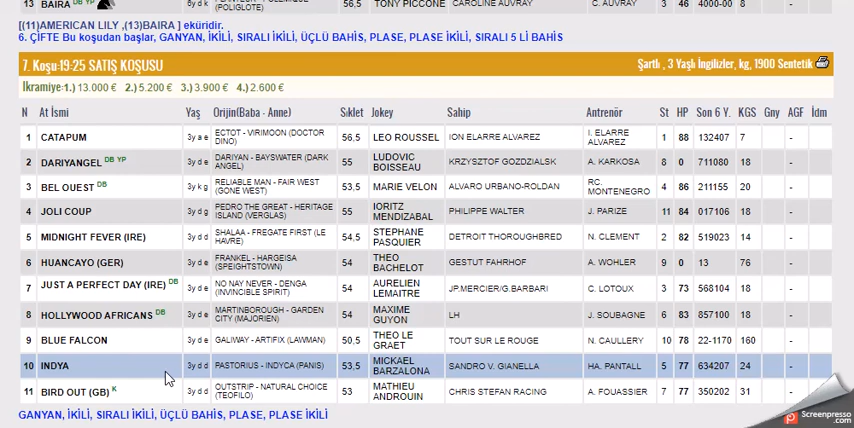 13 BAIRA DB YP (POLIGLOTE) 56,5 TONY PICCONE CAROLINE AUVRAY C. AUVRAY 3 46 4000-08 8
[(11)AMERICAN LILY ,(13)BAIRA ] eküridir.
6. ÇİFTE Bu koşudan başlar, GANYAN, İKİLİ, SIRALI İKİLİ, ÜÇLÜ BAHİS, PLASE, PLASE İKİLİ, SIRALI 5 Lİ BAHİS
7. Koşu:19:25 SATIŞ KOŞUSU Şartlı , 3 Yaşlı İngilizler, kg, 1900 Sentetik
İkramiye:1.) 13.000 € 2.) 5.200 € 3.) 3.900 € 4.) 2.600 €
N At İsmi Yaş Orijin(Baba - Anne) Sıklet Jokey Sahip Antrenör St HP Son 6 Y. KGS Gny AGF İdm
1 CATAPUM 3y a e ECTOT - VIRIMOON (DOCTOR DINO) 56,5 LEO ROUSSEL ION ELARRE ALVAREZ I. ELARRE ALVAREZ 1 88 132407 7 -
2 DARIYANGEL DB YP 3y d e DARIYAN - BAYSWATER (DARK ANGEL) 55 LUDOVIC BOISSEAU KRZYSZTOF GOZDZIALSK A. KARKOSA 8 0 711080 18 -
3 BEL OUEST DB 3y k g RELIABLE MAN - FAIR WEST (GONE WEST) 53,5 MARIE VELON ALVARO URBANO-ROLDAN RC. MONTENEGRO 4 86 211155 20 -
4 JOLI COUP 3y d g PEDRO THE GREAT - HERITAGE ISLAND (VERGLAS) 55 IORITZ MENDIZABAL PHILIPPE WALTER J. PARIZE 11 84 017106 18 -
5 MIDNIGHT FEVER (IRE) 3y d d SHALAA - FREGATE FIRST (LE HAVRE) 54,5 STEPHANE PASQUIER DETROIT THOROUGHBRED N. CLEMENT 2 82 519023 14 -
6 HUANCAYO (GER) 3y d e FRANKEL - HARGEISA (SPEIGHTSTOWN) 54 THEO BACHELOT GESTUT FAHRHOF A. WOHLER 9 0 13 76 -
7 JUST A PERFECT DAY (IRE) DB 3y d e NO NAY NEVER - DENGA (INVINCIBLE SPIRIT) 54 AURELIEN LEMAITRE JP.MERCIER/G.BARBARI C. LOTOUX 3 73 568104 18 -
8 HOLLYWOOD AFRICANS DB 3y d e MARTINBOROUGH - GARDEN CITY (MAJORIEN) 54 MAXIME GUYON LH J. SOUBAGNE 6 83 857100 18 -
9 BLUE FALCON 3y d e GALIWAY - ARTIFIX (LAWMAN) 50,5 THEO LE GRAET TOUT SUR LE ROUGE N. CAULLERY 10 78 22-1170 160 -
10 INDYA 3y d d PASTORIUS - INDYCA (PANIS) 53,5 MICKAEL BARZALONA SANDRO V. GIANELLA HA. PANTALL 5 77 634207 24 -
11 BIRD OUT (GB) K 3y d d OUTSTRIP - NATURAL CHOICE (TEOFILO) 53 MATHIEU ANDROUIN CHRIS STEFAN RACING A. FOUASSIER 7 77 350202 31 -
GANYAN, İKİLİ, SIRALI İKİLİ, ÜÇLÜ BAHİS, PLASE, PLASE İKİLİ
Screenpresso
.com